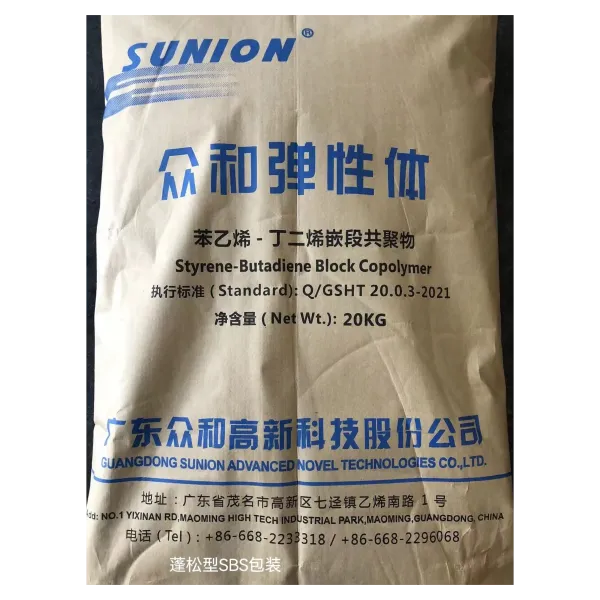 SUNION®
众和弹性体
苯乙烯-丁二烯嵌段共聚物
Styrene-Butadiene Block Copolymer
执行标准(Standard): Q/GSHT 20.0.3-2021
净含量(Net Wt.): 20KG
广东众和高新科技股份公司
GUANGDONG SUNION ADVANCED NOVEL TECHNOLOGIES CO.,LTD.
地址:广东省茂名市高新区七迳镇乙烯南路1号
Add: NO.1 YIXINAN RD,MAOMING HIGH TECH INDUSTRIAL PARK,MAOMING,GUANGDONG, CHINA
电话(Tel):+86-668-2233318 / +86-668-2296068
蓬松型SBS包装